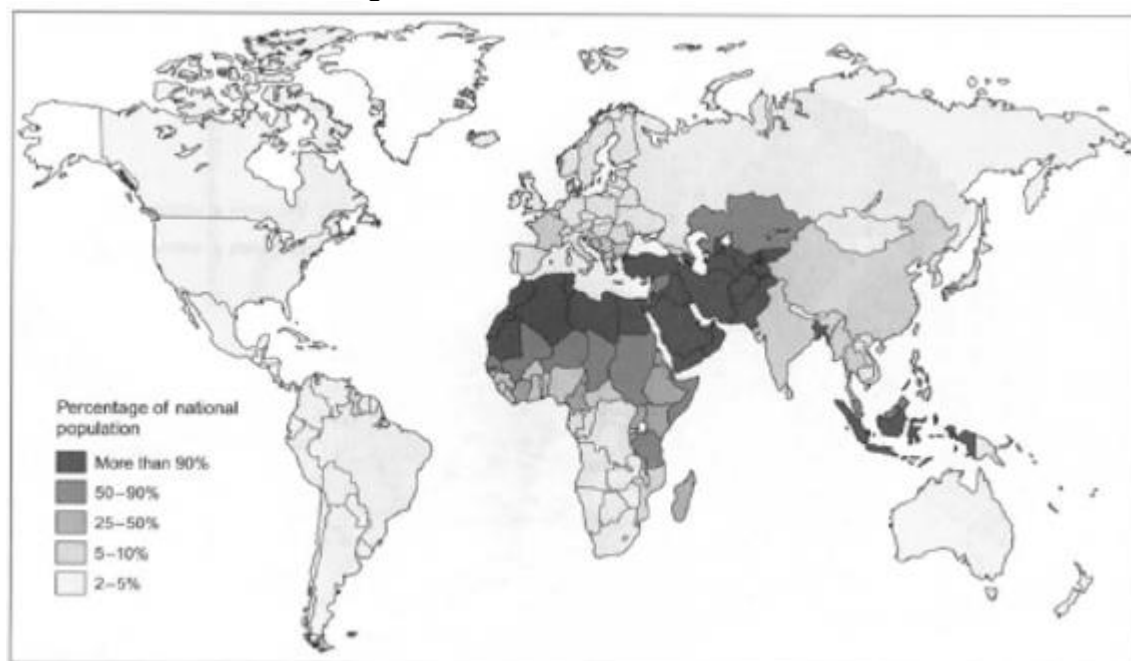 Percentage of national
population
More than 90%
50–90%
25–50%
5–10%
2–5%